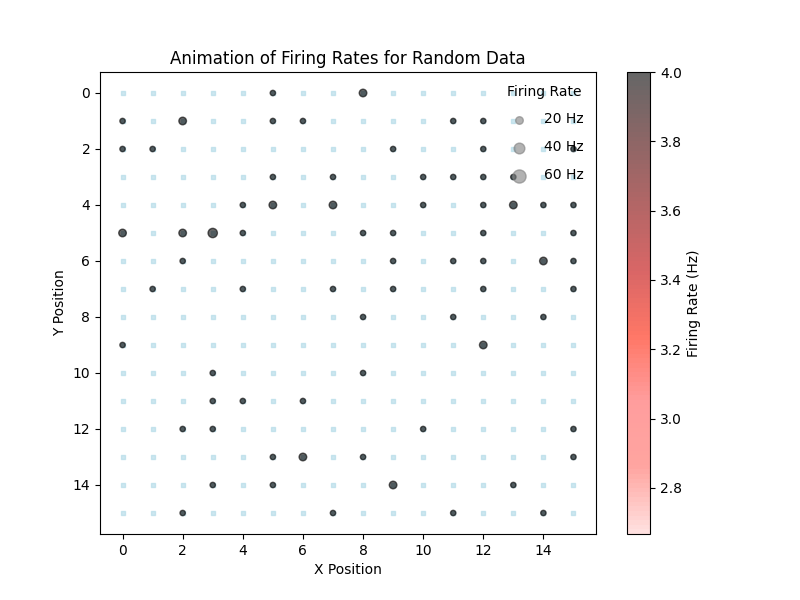 Animation of Firing Rates for Random Data
Firing Rate
20 Hz
40 Hz
60 Hz
0
2
4
6
8
10
12
14
Y Position
0 2 4 6 8 10 12 14
X Position
4.0
3.8
3.6
3.4
3.2
3.0
2.8
Firing Rate (Hz)